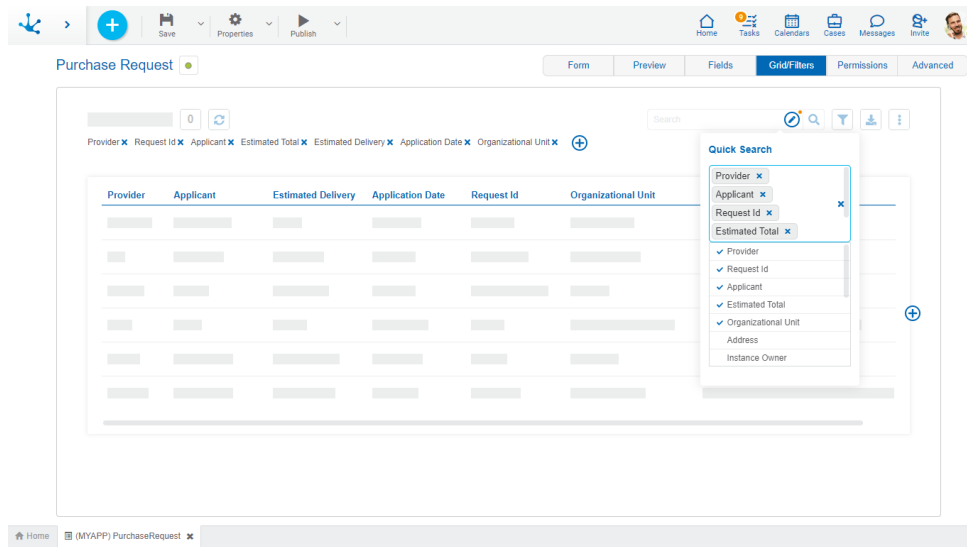 Save Properties Publish
9
Home Tasks Calendars Cases Messages Invite
Purchase Request
Form Preview Fields Grid/Filters Permissions Advanced
0
Search
Provider Request Id Applicant Estimated Total Estimated Delivery Application Date Organizational Unit
Quick Search
Provider
Applicant
Request Id
Estimated Total
Provider Applicant Estimated Delivery Application Date Request Id Organizational Unit
Provider
Request Id
Applicant
Estimated Total
Organizational Unit
Address
Instance Owner
Home (MYAPP) PurchaseRequest